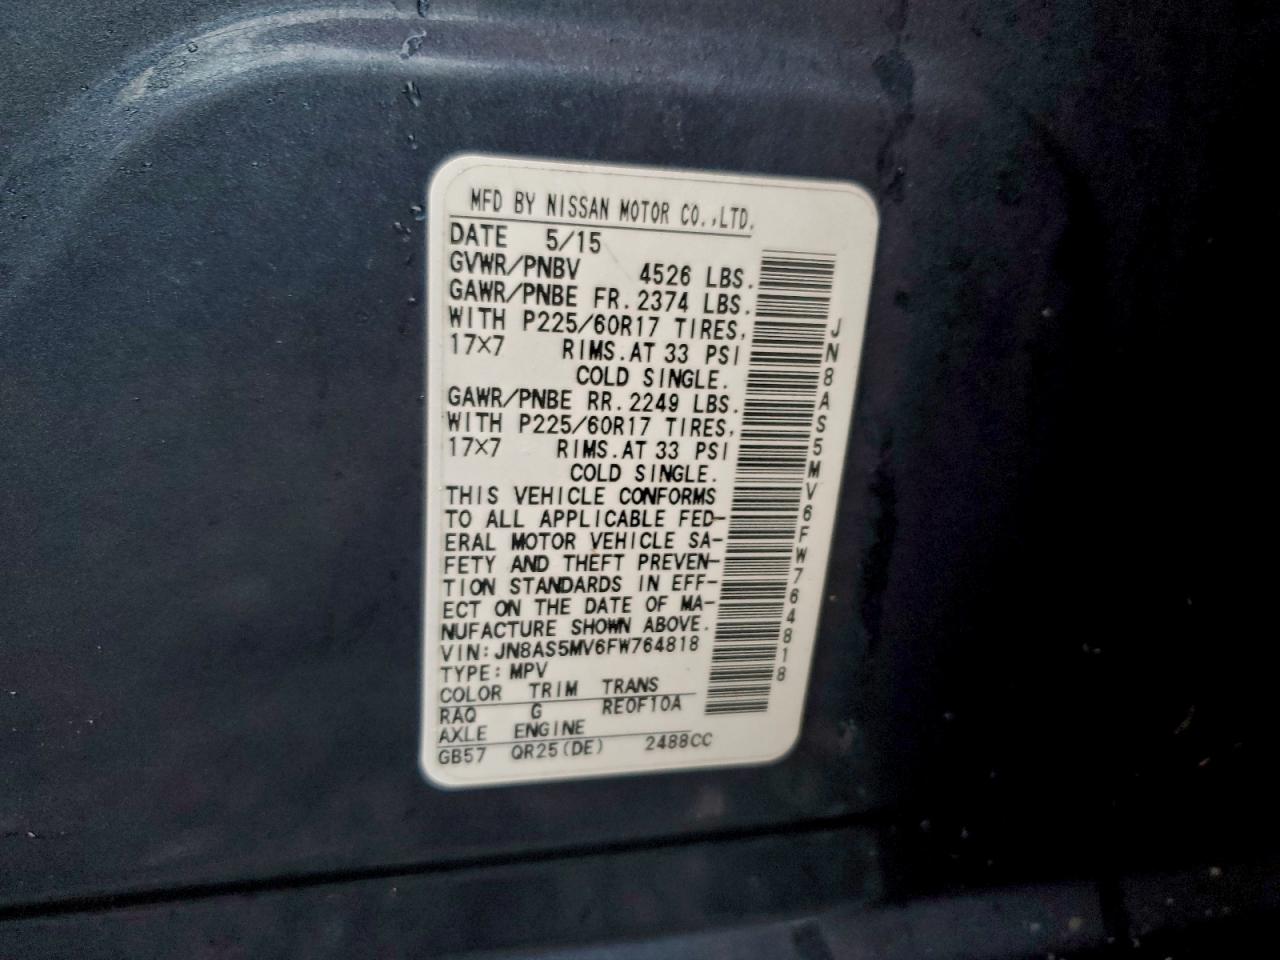 MFD BY NISSAN MOTOR CO.,LTD.
DATE 5/15
GVWR/PNBV 4526 LBS.
GAWR/PNBE FR. 2374 LBS.
WITH P225/60R17 TIRES,
17×7 RIMS.AT 33 PSI
COLD SINGLE.
GAWR/PNBE RR. 2249 LBS.
WITH P225/60R17 TIRES,
17×7 RIMS.AT 33 PSI
COLD SINGLE.
THIS VEHICLE CONFORMS
TO ALL APPLICABLE FED-
ERAL MOTOR VEHICLE SA-
FETY AND THEFT PREVEN-
TION STANDARDS IN EFF-
ECT ON THE DATE OF MA-
NUFACTURE SHOWN ABOVE.
VIN:JN8AS5MV6FW764818
TYPE:MPV
COLOR TRIM TRANS
RAQ G RE0F10A
AXLE ENGINE
GB57 QR25(DE) 2488CC
JN8AS5MV6FW764818